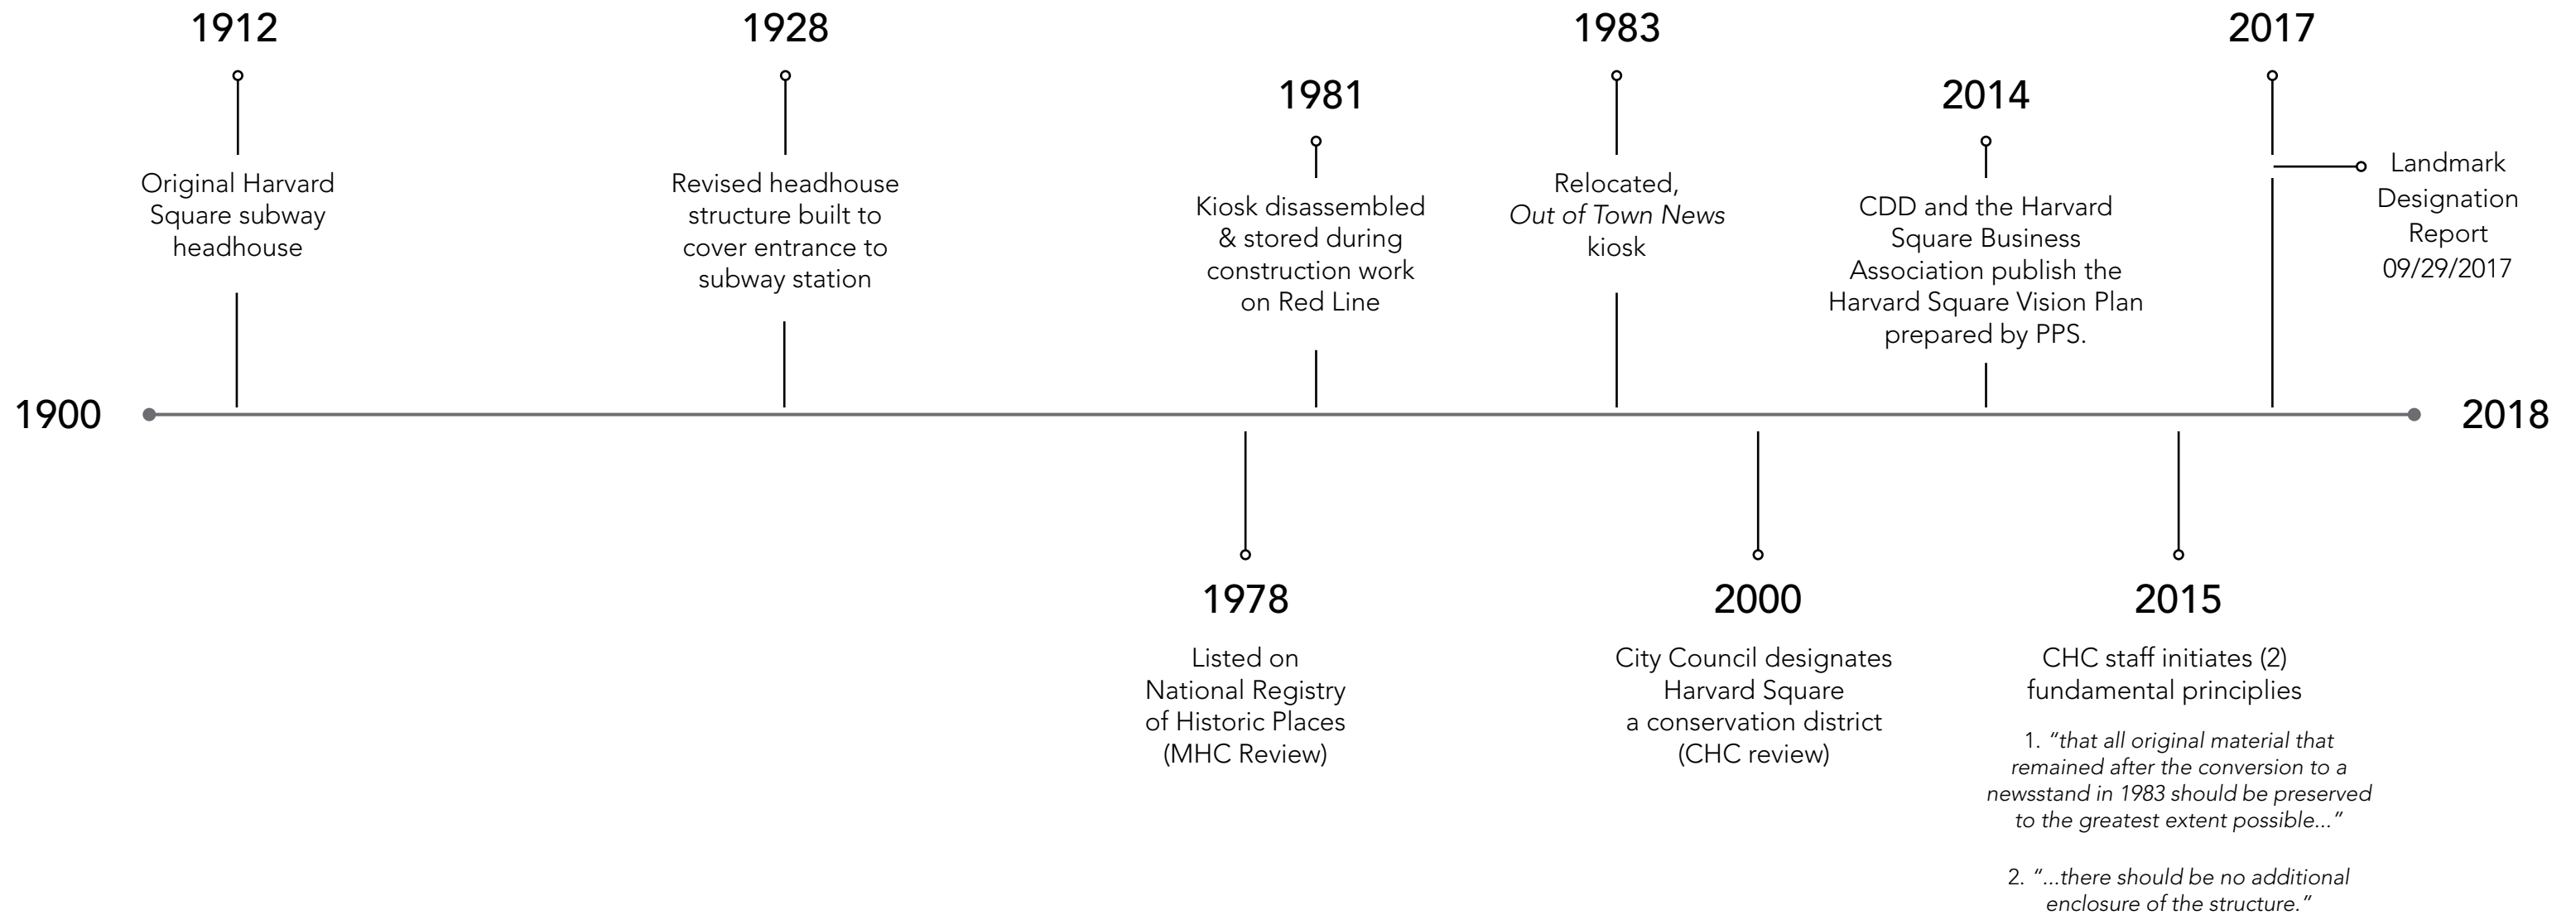 1912
Original Harvard
Square subway
headhouse
1928
Revised headhouse
structure built to
cover entrance to
subway station
1981
Kiosk disassembled
& stored during
construction work
on Red Line
1983
Relocated,
Out of Town News
kiosk
2014
CDD and the Harvard
Square Business
Association publish the
Harvard Square Vision Plan
prepared by PPS.
2017
Landmark
Designation
Report
09/29/2017
1900
2018
1978
Listed on
National Registry
of Historic Places
(MHC Review)
2000
City Council designates
Harvard Square
a conservation district
(CHC review)
2015
CHC staff initiates (2)
fundamental principlies
1. “that all original material that
remained after the conversion to a
newsstand in 1983 should be preserved
to the greatest extent possible...”
2. “...there should be no additional
enclosure of the structure.”